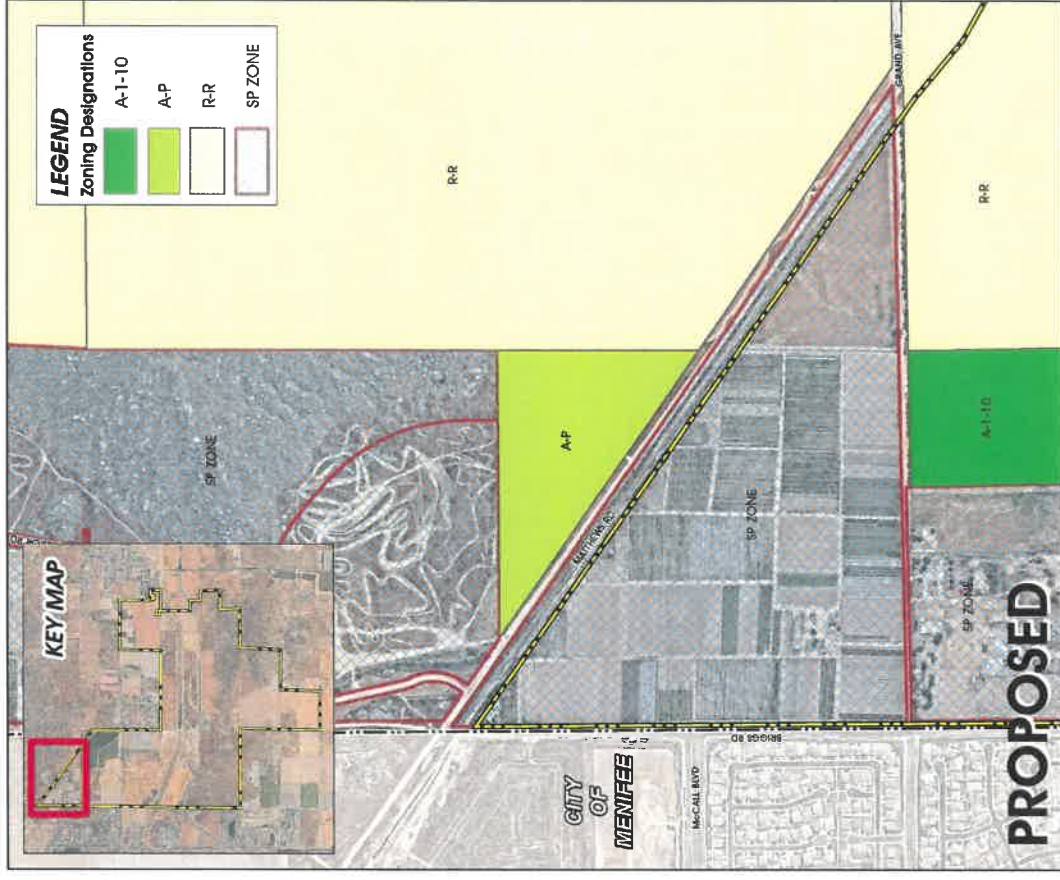 LEGEND
Zoning Designations
A-1-10
A-P
R-R
SP ZONE
KEY MAP
SP ZONE
R-R
A-P
SP ZONE
GRAND AVE
R-R
A-1-10
SP ZONE
BRIGGS RD
CITY
OF
MENIFEE
McCALL BLVD
PROPOSED